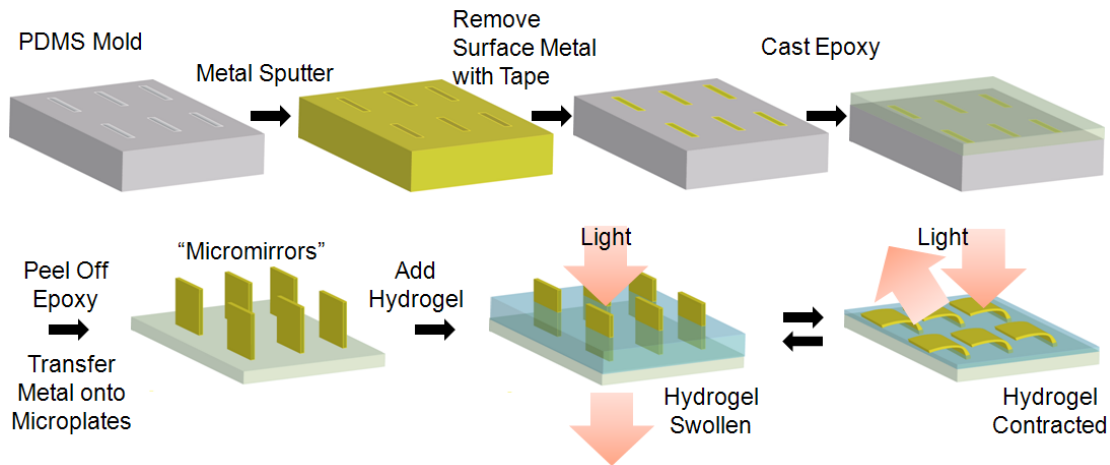 PDMS Mold
Metal Sputter
Remove
Surface Metal
with Tape
Cast Epoxy
Peel Off
Epoxy
Transfer
Metal onto
Microplates
“Micromirrors”
Add
Hydrogel
Light
Hydrogel
Swollen
Light
Hydrogel
Contracted